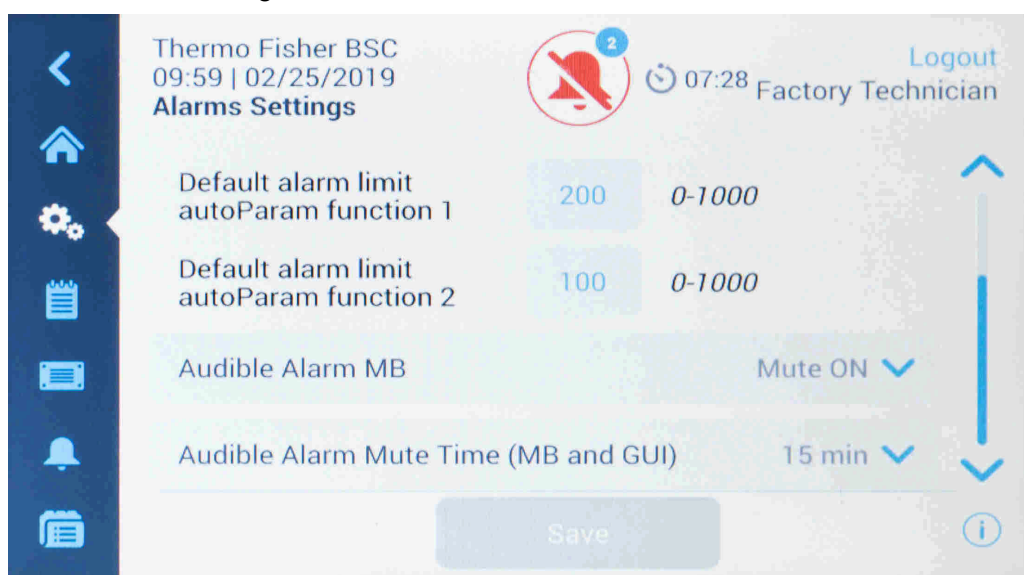 Thermo Fisher BSC
09:59 | 02/25/2019
Alarms Settings
2
07:28
Logout
Factory Technician
Default alarm limit
autoParam function 1
200
0-1000
Default alarm limit
autoParam function 2
100
0-1000
Audible Alarm MB
Mute ON
Audible Alarm Mute Time (MB and GUI)
15 min
Save
i